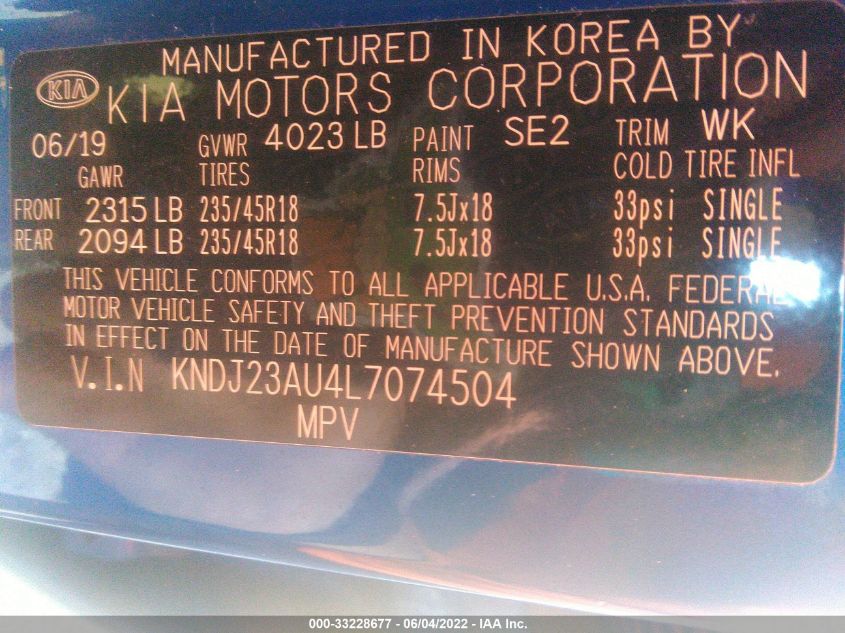 MANUFACTURED IN KOREA BY
KIA KIA MOTORS CORPORATION
06/19 GVWR 4023 LB PAINT SE2 TRIM WK
GAWR TIRES RIMS COLD TIRE INFL
FRONT 2315 LB 235/45R18 7.5Jx18 33psi SINGLE
REAR 2094 LB 235/45R18 7.5Jx18 33psi SINGLE
THIS VEHICLE CONFORMS TO ALL APPLICABLE U.S.A. FEDERAL
MOTOR VEHICLE SAFETY AND THEFT PREVENTION STANDARDS
IN EFFECT ON THE DATE OF MANUFACTURE SHOWN ABOVE.
V.I.N KNDJ23AU4L7074504
MPV
000-33228677 - 06/04/2022 - IAA Inc.